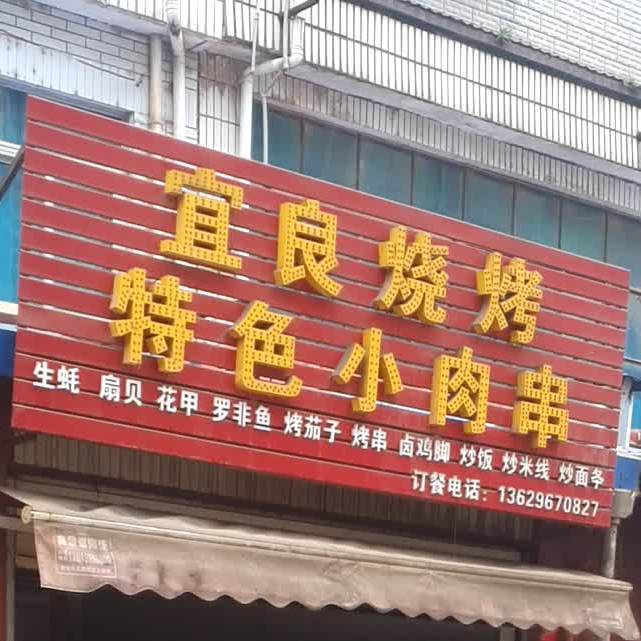 宜良烧烤
特色小肉串
生蚝 扇贝 花甲 罗非鱼 烤茄子 烤串 卤鸡脚 炒饭 炒米线 炒面条
订餐电话：13629670827